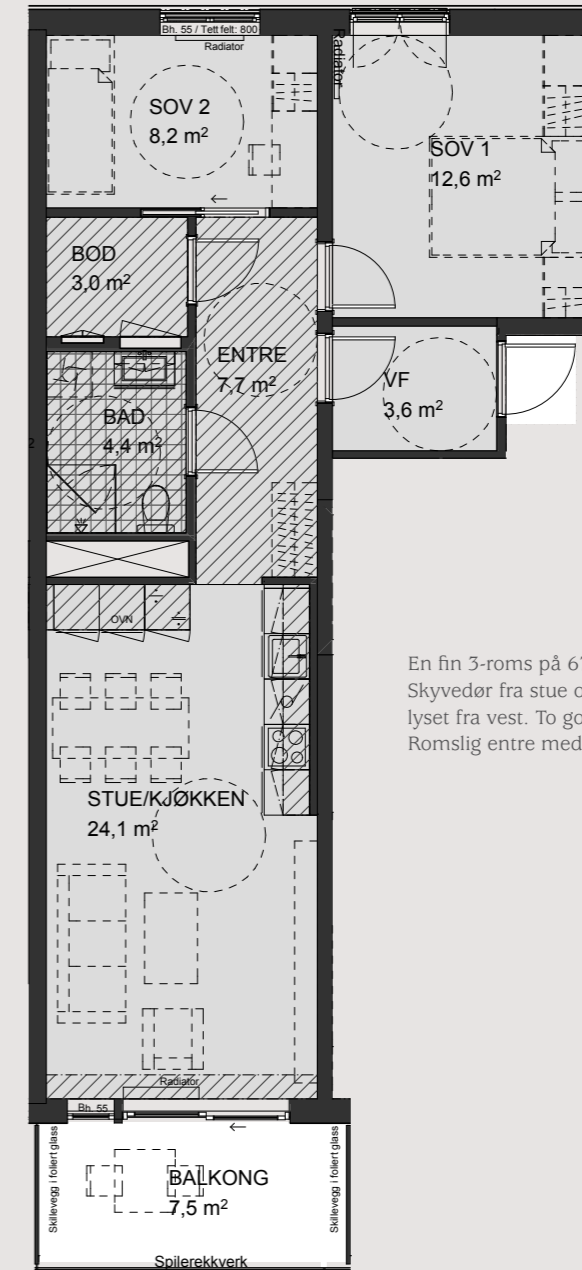 Bh. 55 / Tett felt: 800
Radiator
Radiator
SOV 2
8,2 m²
SOV 1
12,6 m²
BOD
3,0 m²
ENTRE
7,7 m²
VF
3,6 m²
BAD
4,4 m²
OVN
En fin 3-roms på 6
Skyvedør fra stue
lyset fra vest. To
Romslig entre med
STUE/KJØKKEN
24,1 m²
Radiator
Bh. 55
Skillevegg i foliert glass
BALKONG
7,5 m²
Skillevegg i foliert glass
Spilerekkverk